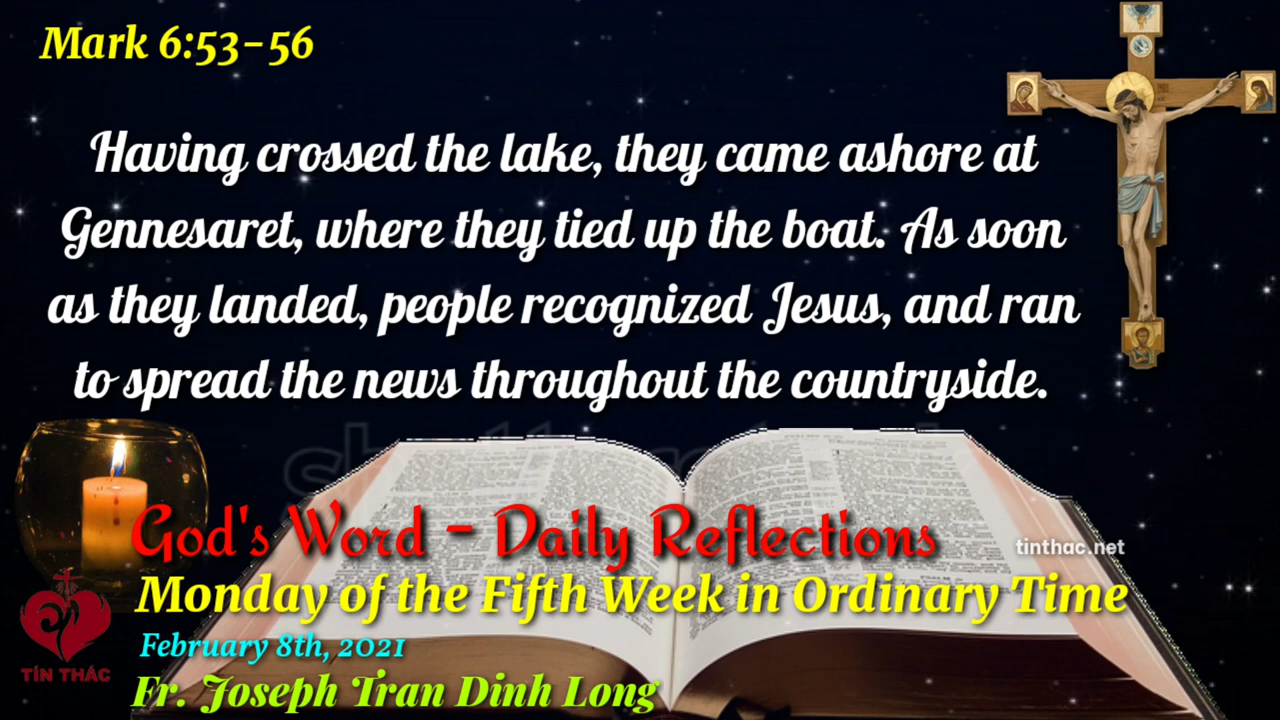 Mark 6:53-56
Having crossed the lake, they came ashore at
Gennesaret, where they tied up the boat. As soon
as they landed, people recognized Jesus, and ran
to spread the news throughout the countryside.
God's Word - Daily Reflections
tinthac.net
Monday of the Fifth Week in Ordinary Time
February 8th, 2021
TÍN THÁC
Fr. Joseph Tran Dinh Long